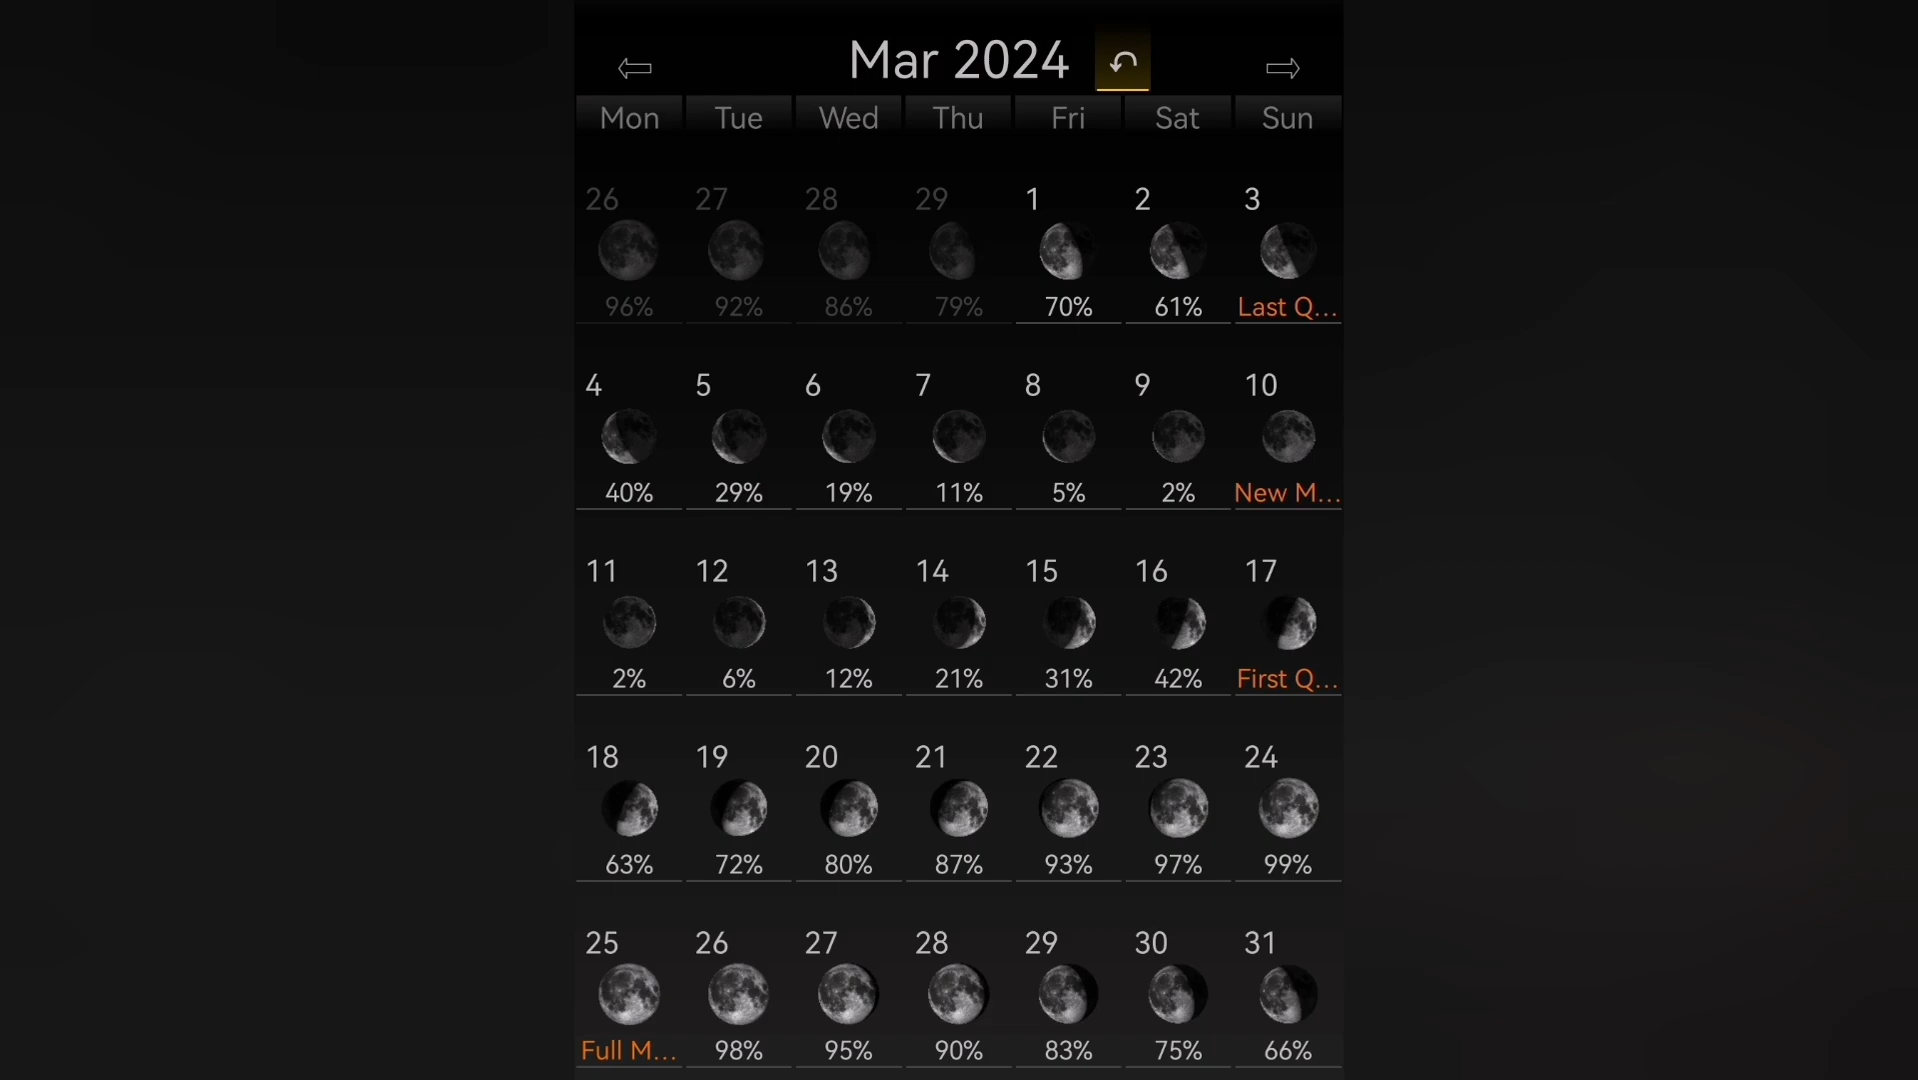 Mar 2024
Mon Tue Wed Thu Fri Sat Sun
26 27 28 29 1 2 3
96% 92% 86% 79% 70% 61% Last Q...
4 5 6 7 8 9 10
40% 29% 19% 11% 5% 2% New M...
11 12 13 14 15 16 17
2% 6% 12% 21% 31% 42% First Q...
18 19 20 21 22 23 24
63% 72% 80% 87% 93% 97% 99%
25 26 27 28 29 30 31
Full M... 98% 95% 90% 83% 75% 66%